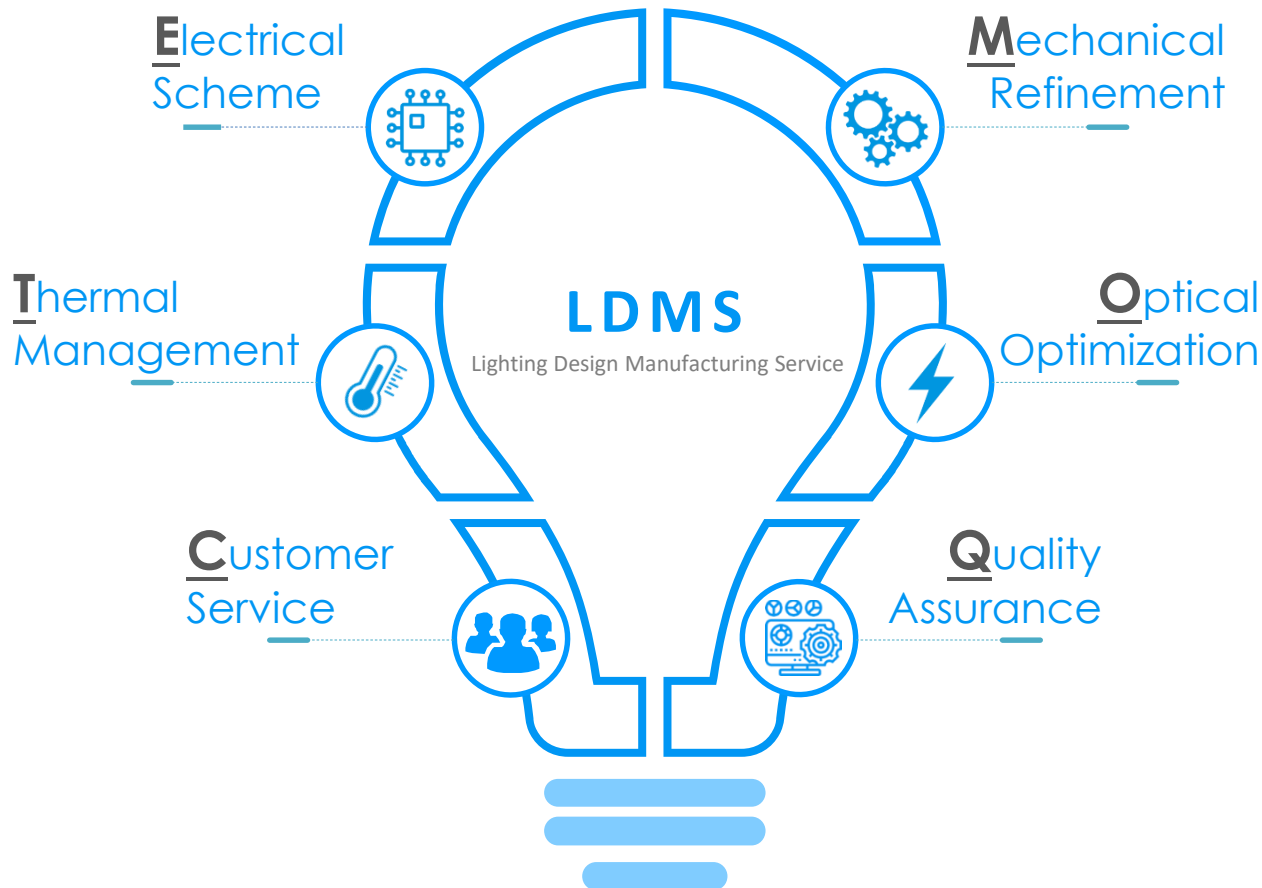 Electrical
Scheme
Mechanical
Refinement
Thermal
Management
LDMS
Lighting Design Manufacturing Service
Optical
Optimization
Customer
Service
Quality
Assurance